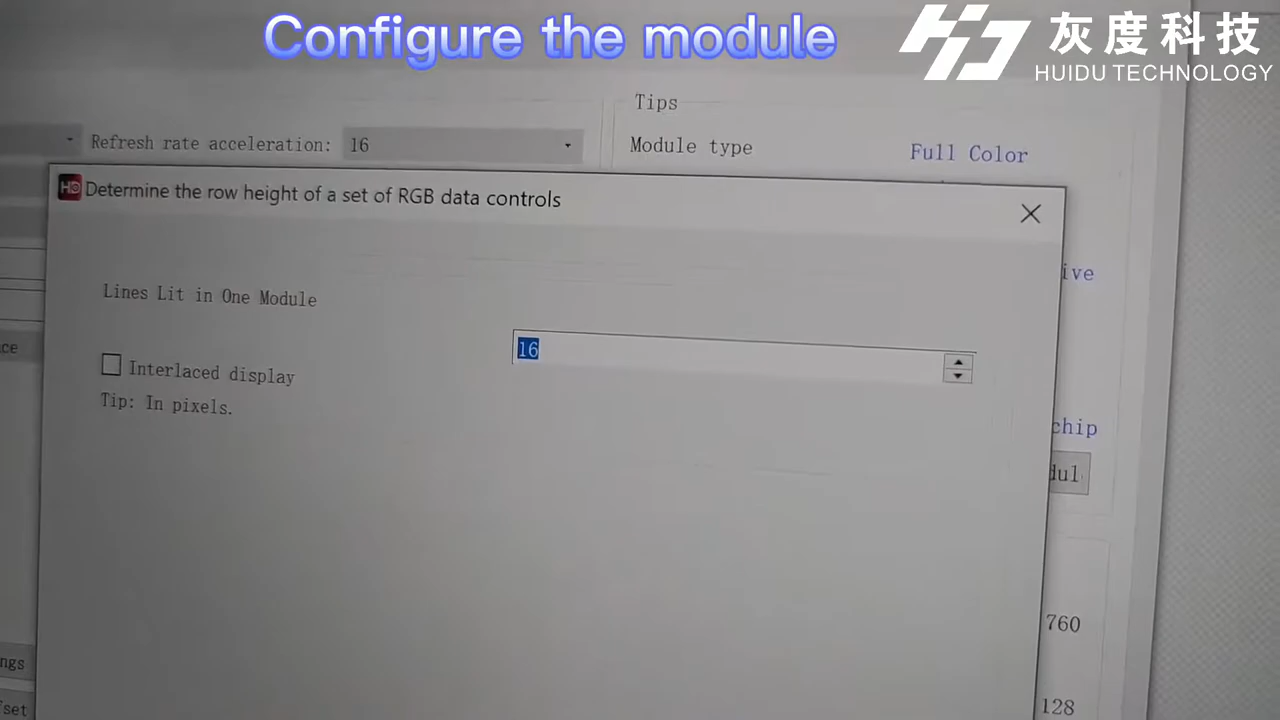 Configure the module
灰度科技
HUIDU TECHNOLOGY
Tips
Refresh rate acceleration: 16
Module type
Full Color
HD
Determine the row height of a set of RGB data controls
Lines Lit in One Module
16
Interlaced display
Tip: In pixels.
ive
ce
chip
dul
760
ngs
set
128